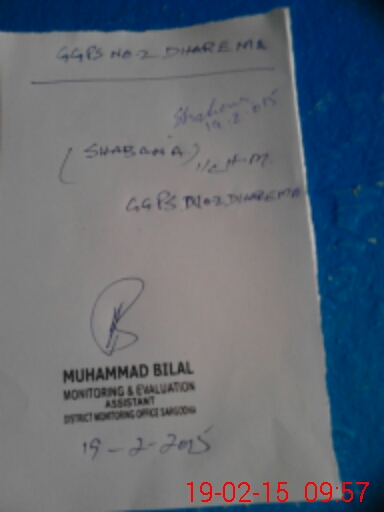 GGPS NO-2 DHAREMA
Shabana
19.2.2015
(SHABANA)
I/C H.M.
GGPS NO-2 DHAREMA
MUHAMMAD BILAL
MONITORING & EVALUATION
ASSISTANT
DISTRICT MONITORING OFFICE SARGODHA
19-2-2015
19-02-15 09:57